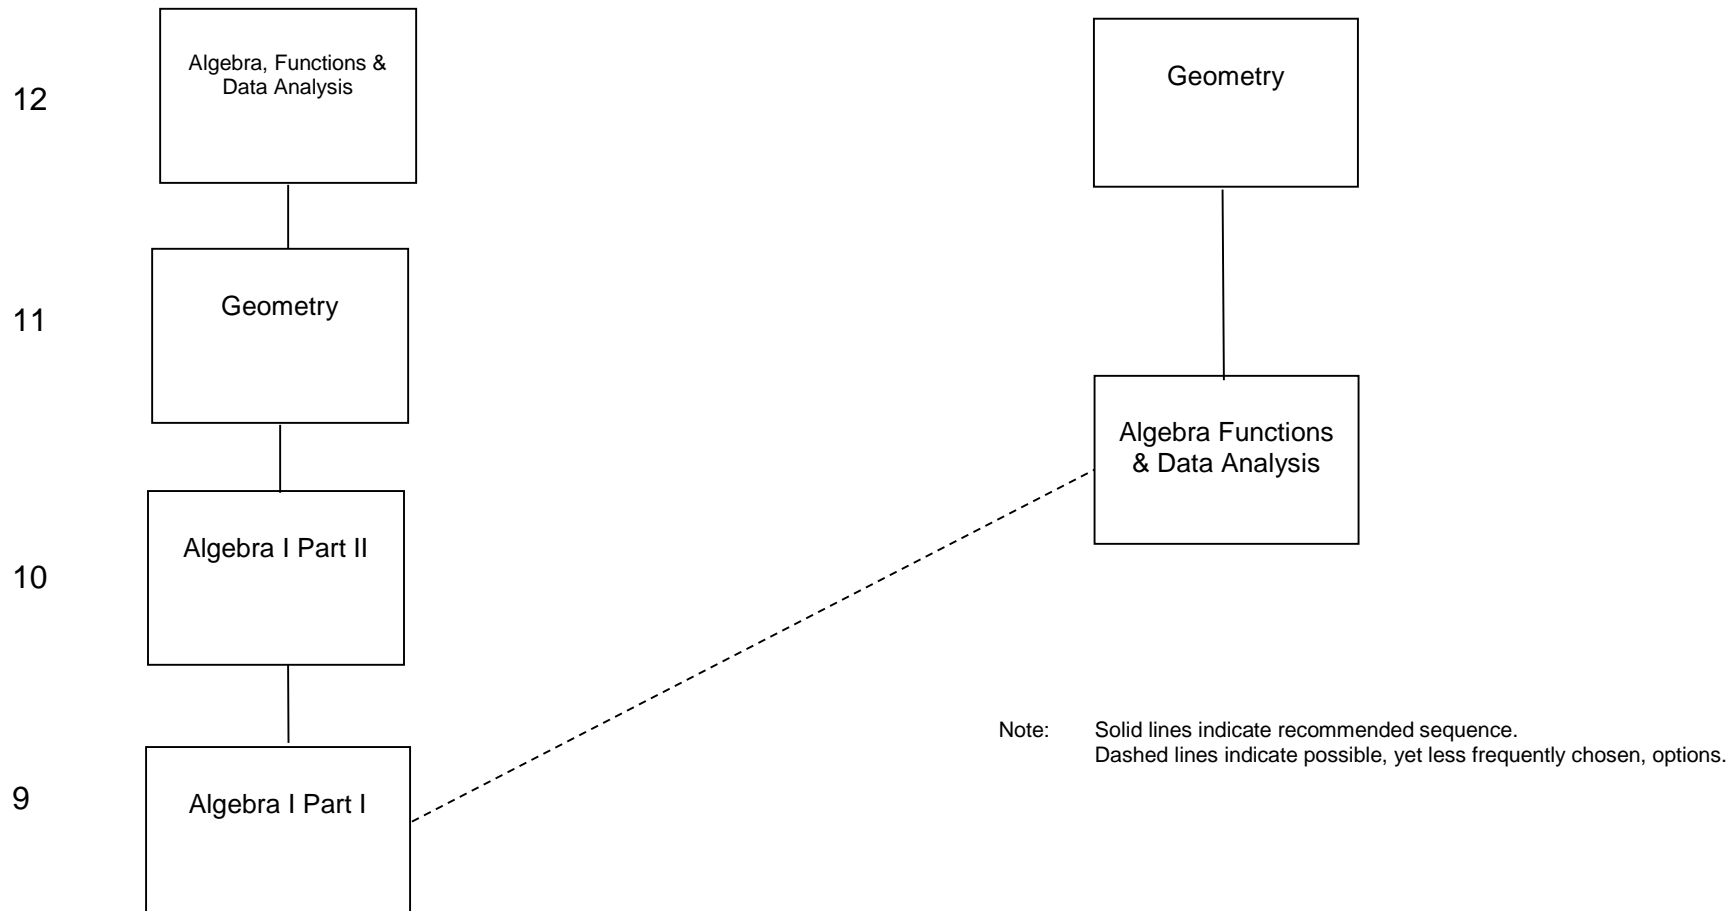 12
Algebra, Functions &
Data Analysis
Geometry
11
Geometry
Algebra Functions
& Data Analysis
10
Algebra I Part II
Note: Solid lines indicate recommended sequence.
Dashed lines indicate possible, yet less frequently chosen, options.
9
Algebra I Part I